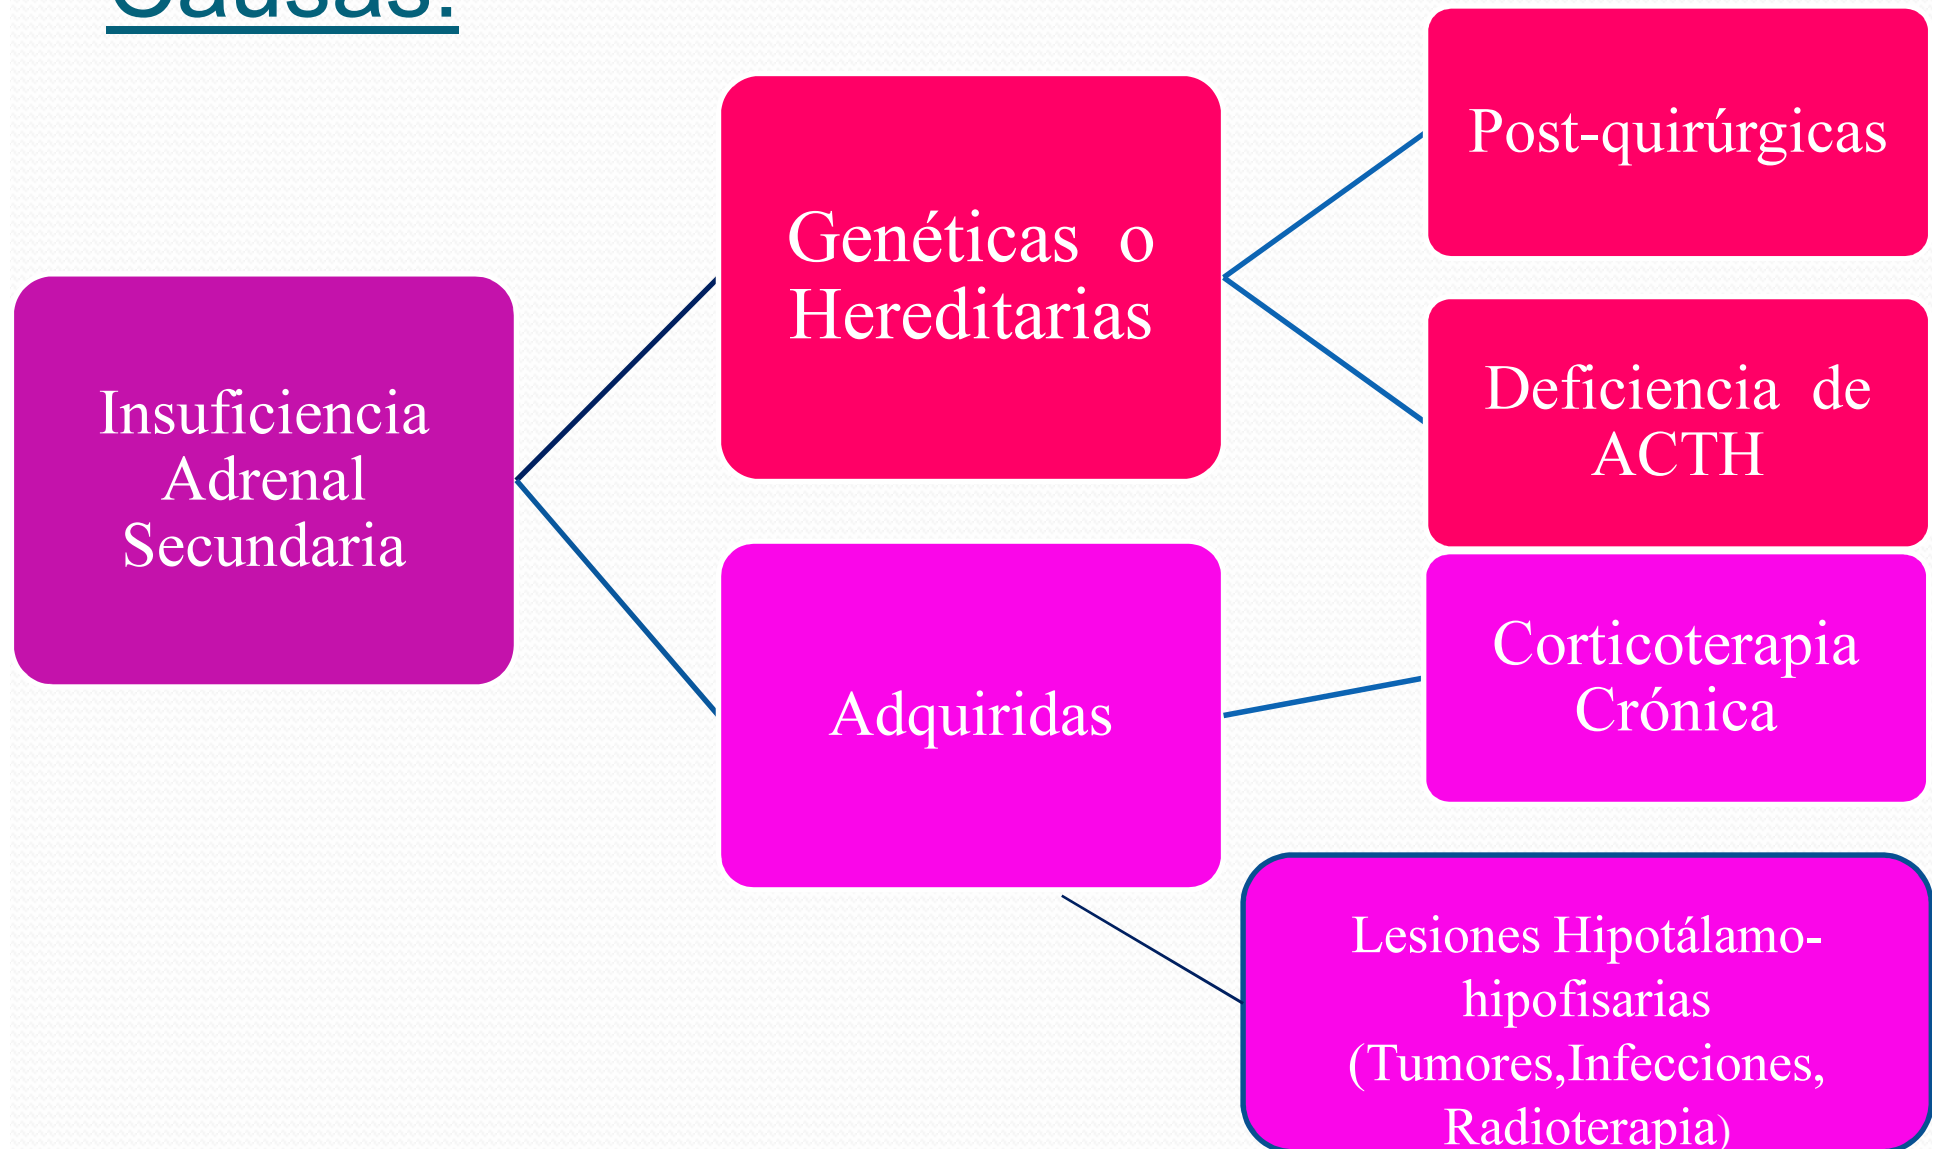 Causas:
Post-quirúrgicas
Genéticas o
Hereditarias
Deficiencia de
ACTH
Insuficiencia
Adrenal
Secundaria
Corticoterapia
Crónica
Adquiridas
Lesiones Hipotálamo-
hipofisarias
(Tumores,Infecciones,
Radioterapia)